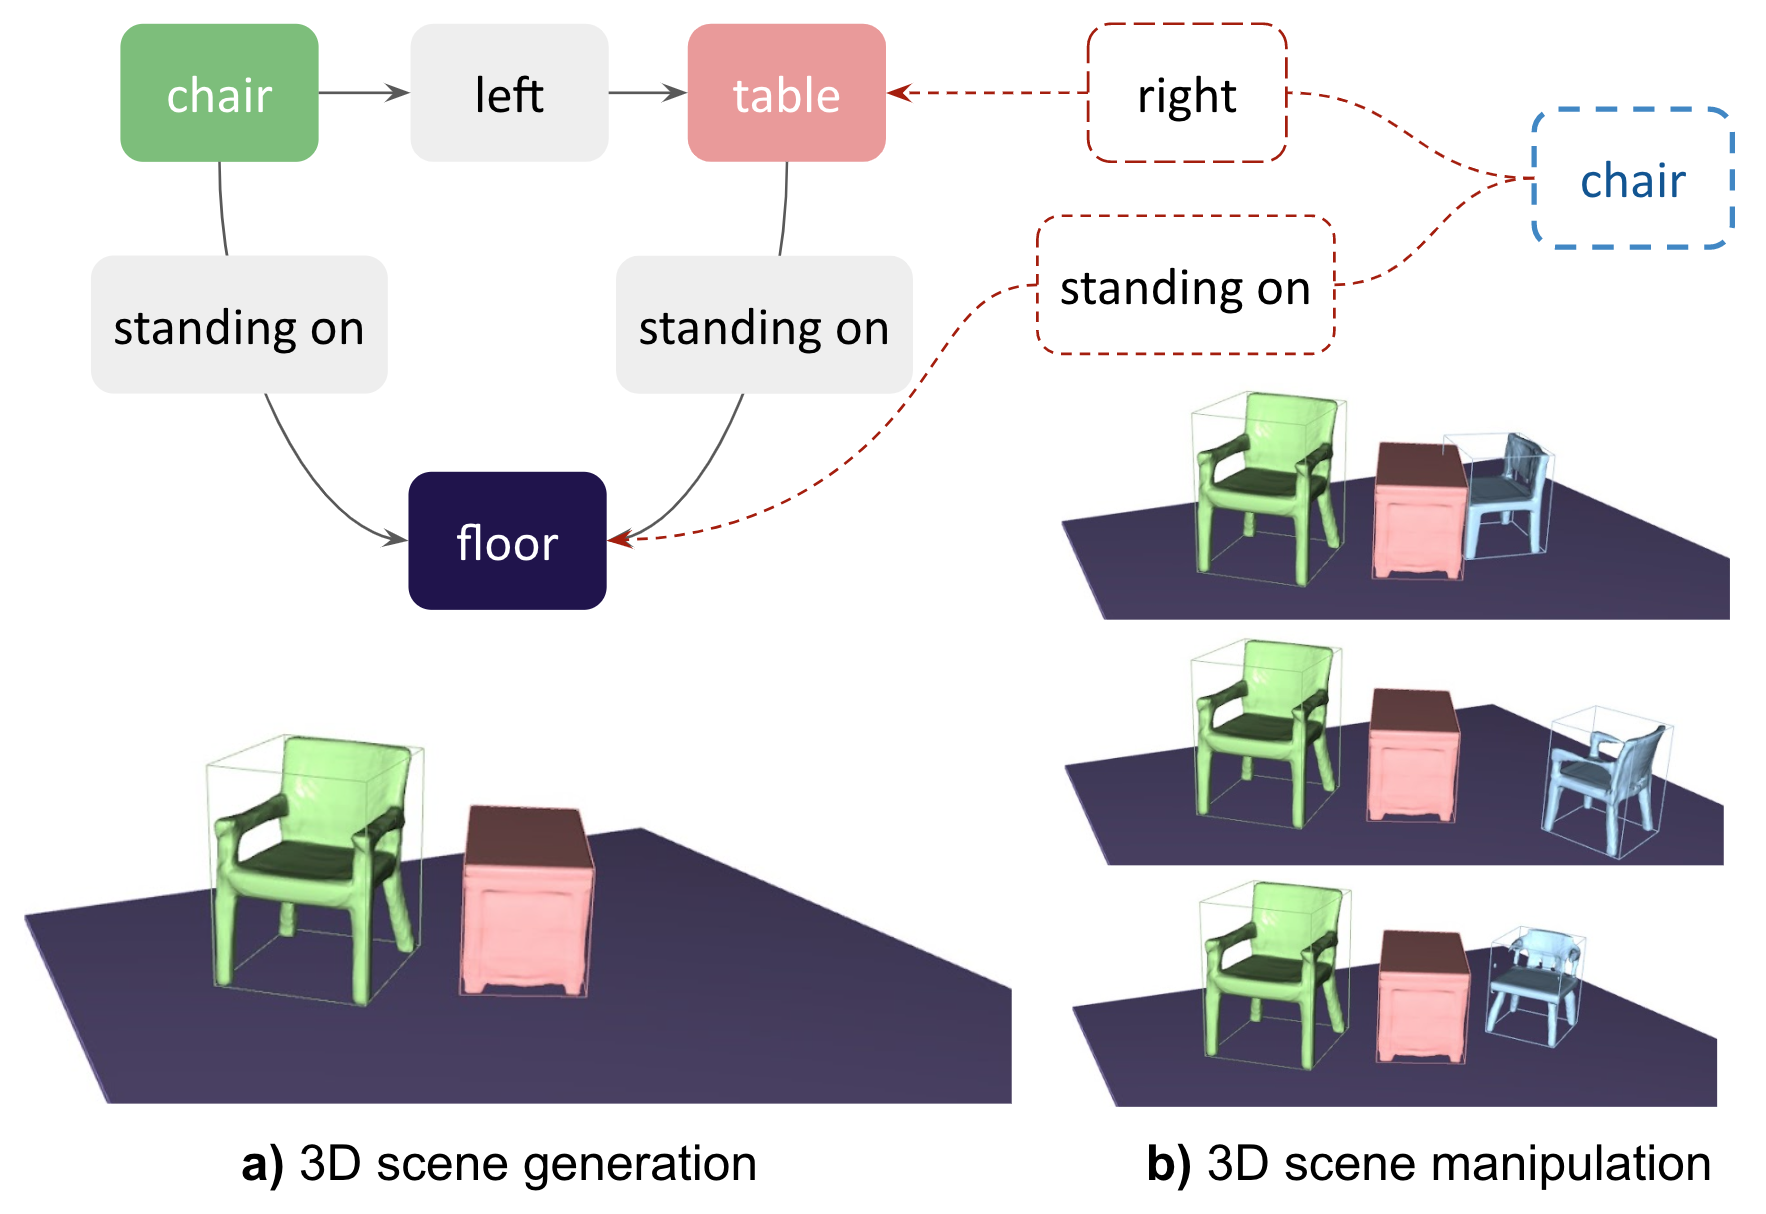 chair
left
table
right
chair
standing on
standing on
standing on
floor
a) 3D scene generation
b) 3D scene manipulation